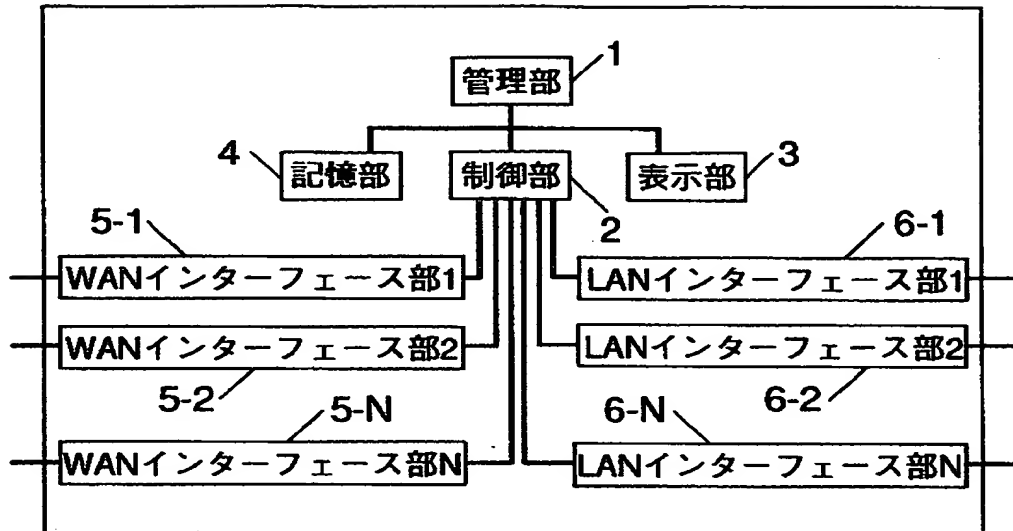 1
管理部
4
記憶部
制御部
表示部
3
2
5-1
6-1
WANインターフェース部1
LANインターフェース部1
WANインターフェース部2
LANインターフェース部2
5-2
6-2
5-N
6-N
WANインターフェース部N
LANインターフェース部N